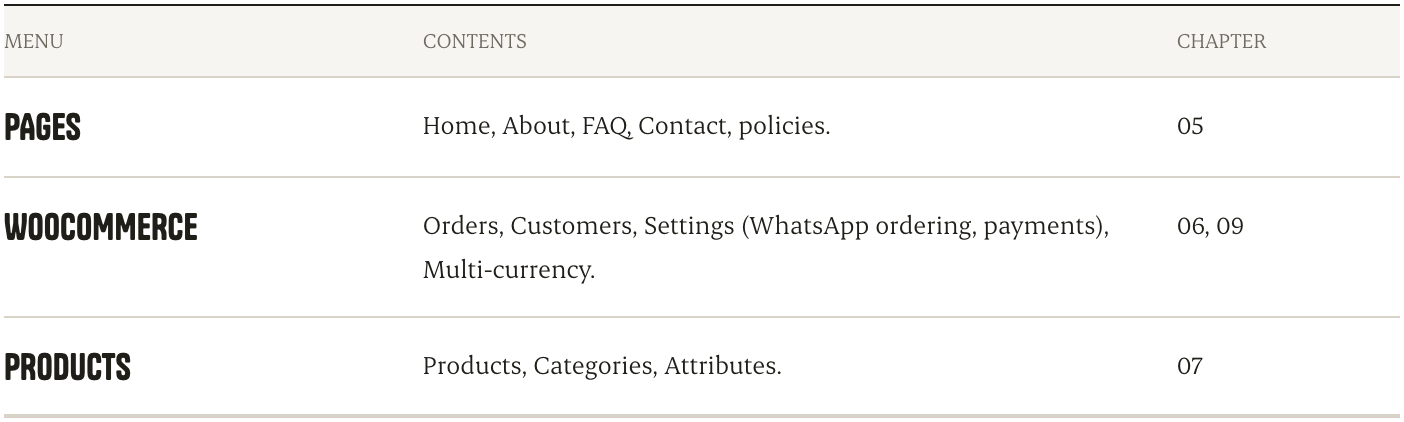 MENU CONTENTS CHAPTER
PAGES Home, About, FAQ, Contact, policies. 05
WOOCOMMERCE Orders, Customers, Settings (WhatsApp ordering, payments), 06, 09
Multi-currency.
PRODUCTS Products, Categories, Attributes. 07